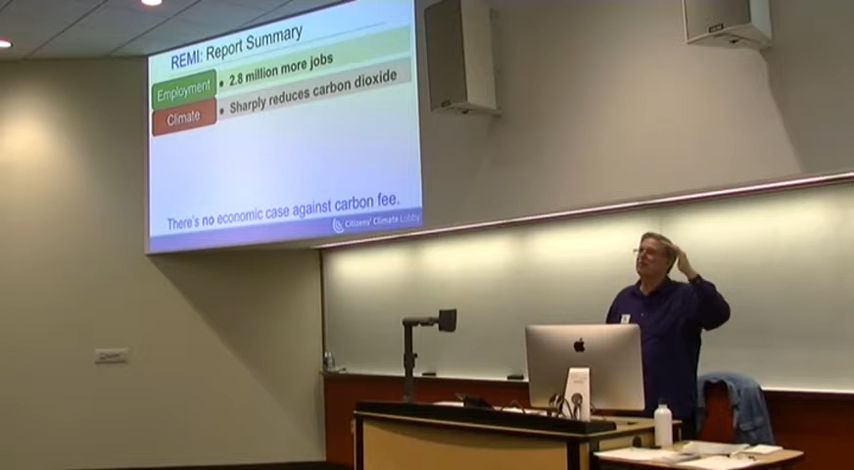 REMI: Report Summary
Employment • 2.8 million more jobs
Climate • Sharply reduces carbon dioxide
There's no economic case against carbon fee.
Citizens' Climate Lobby